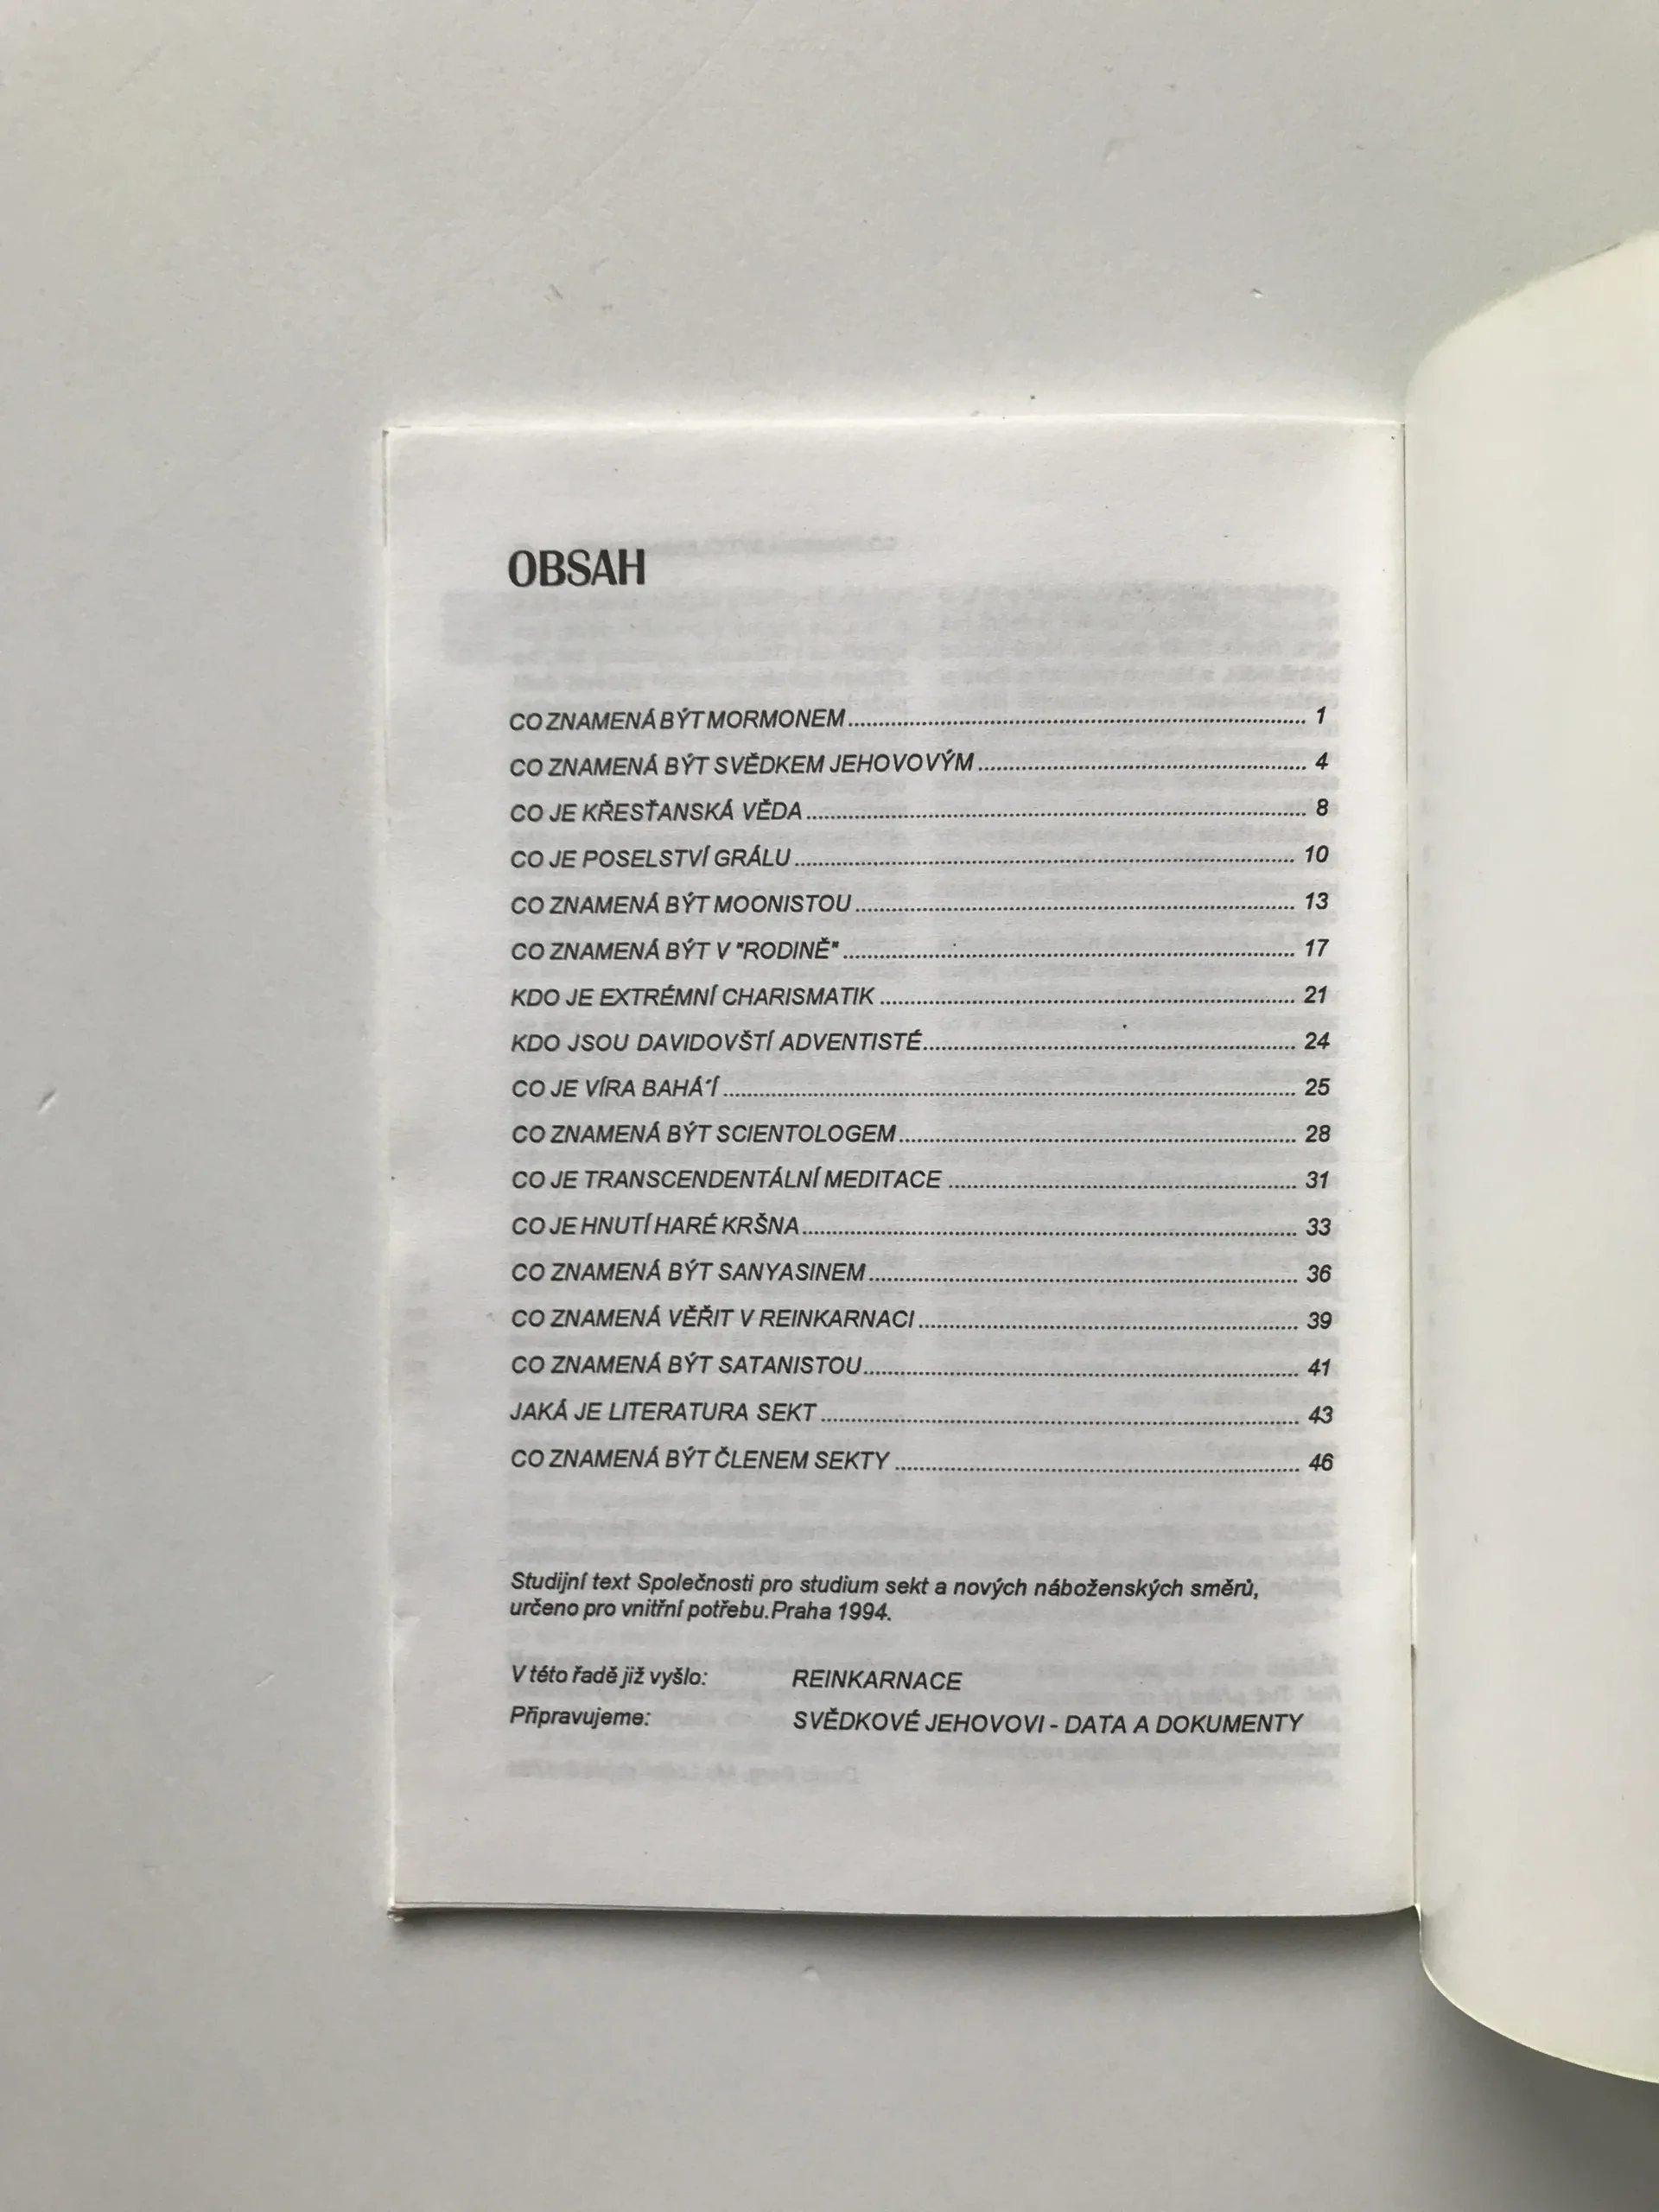 OBSAH
CO ZNAMENÁ BÝT MORMONEM........................ 1
CO ZNAMENÁ BÝT SVĚDKEM JEHOVOVÝM........................ 4
CO JE KŘESŤANSKÁ VĚDA........................ 8
CO JE POSELSTVÍ GRÁLU........................ 10
CO ZNAMENÁ BÝT MOONISTOU........................ 13
CO ZNAMENÁ BÝT V "RODINĚ"........................ 17
KDO JE EXTRÉMNÍ CHARISMATIK........................ 21
KDO JSOU DAVIDOVŠTÍ ADVENTISTÉ........................ 24
CO JE VÍRA BAHÁ´Í........................ 25
CO ZNAMENÁ BÝT SCIENTOLOGEM........................ 28
CO JE TRANSCENDENTÁLNÍ MEDITACE........................ 31
CO JE HNUTÍ HARÉ KRŠNA........................ 33
CO ZNAMENÁ BÝT SANYASINEM........................ 36
CO ZNAMENÁ VĚŘIT V REINKARNACI........................ 39
CO ZNAMENÁ BÝT SATANISTOU........................ 41
JAKÁ JE LITERATURA SEKT........................ 43
CO ZNAMENÁ BÝT ČLENEM SEKTY........................ 46
Studijní text Společnosti pro studium sekt a nových náboženských směrů,
určeno pro vnitřní potřebu.Praha 1994.
V této řadě již vyšlo: REINKARNACE
Připravujeme: SVĚDKOVÉ JEHOVOVI - DATA A DOKUMENTY